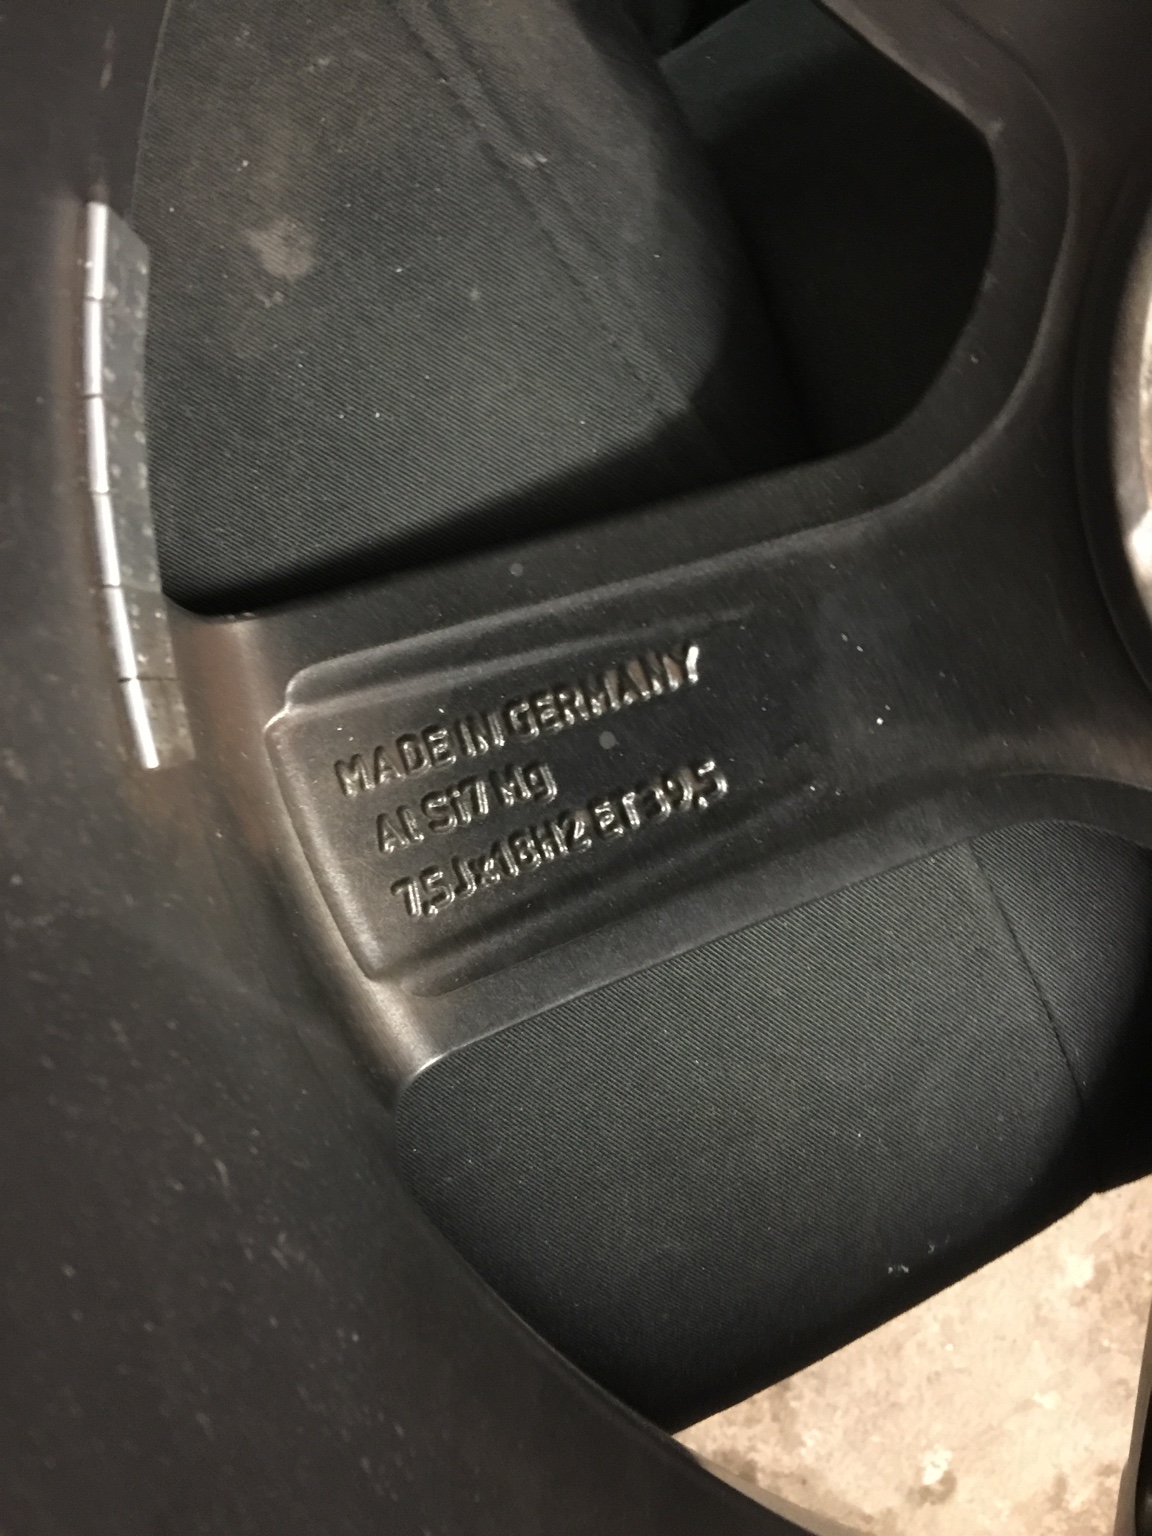 MADE IN GERMANY
Al Si7 Mg
7,5Jx18H2 ET39,5